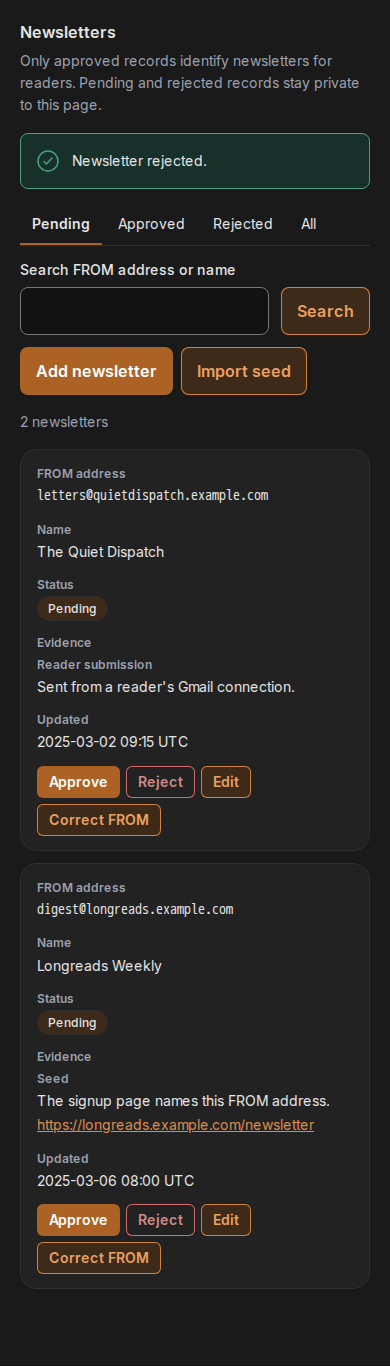 Newsletters
Only approved records identify newsletters for
readers. Pending and rejected records stay private
to this page.
Newsletter rejected.
Pending Approved Rejected All
Search FROM address or name
Search
Add newsletter Import seed
2 newsletters
FROM address
letters@quietdispatch.example.com
Name
The Quiet Dispatch
Status
Pending
Evidence
Reader submission
Sent from a reader's Gmail connection.
Updated
2025-03-02 09:15 UTC
Approve Reject Edit
Correct FROM
FROM address
digest@longreads.example.com
Name
Longreads Weekly
Status
Pending
Evidence
Seed
The signup page names this FROM address.
https://longreads.example.com/newsletter
Updated
2025-03-06 08:00 UTC
Approve Reject Edit
Correct FROM